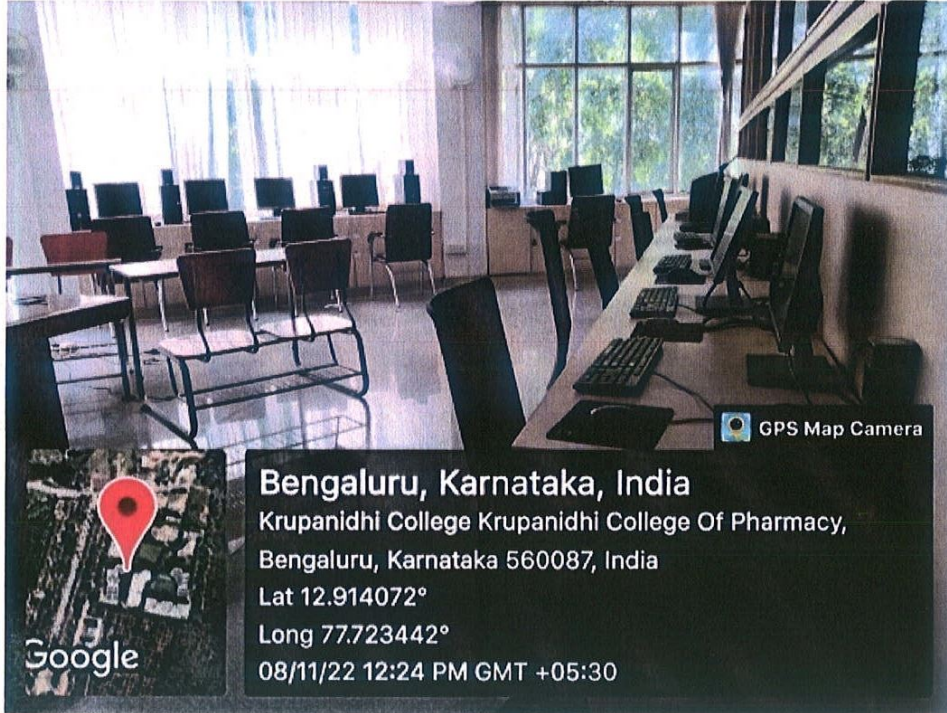 GPS Map Camera
Bengaluru, Karnataka, India
Krupanidhi College Krupanidhi College Of Pharmacy,
Bengaluru, Karnataka 560087, India
Lat 12.914072°
Long 77.723442°
08/11/22 12:24 PM GMT +05:30
Google